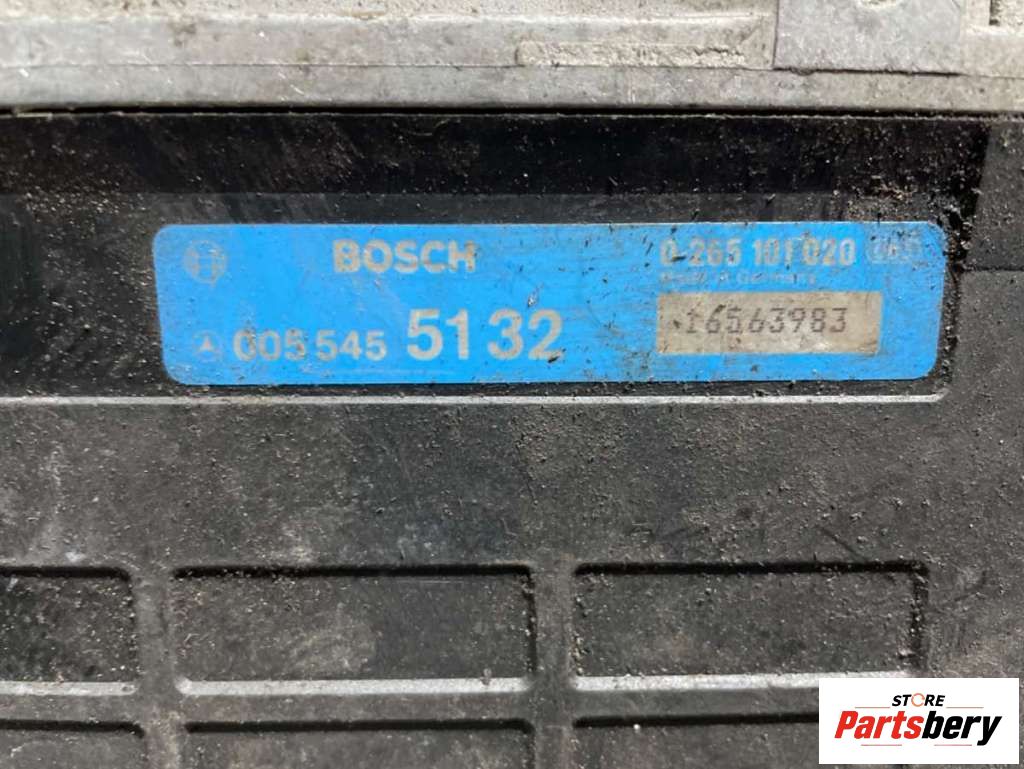 BOSCH
0 265 101 020
Made in Germany
005 545 51 32
16563983
STORE
Partsbery